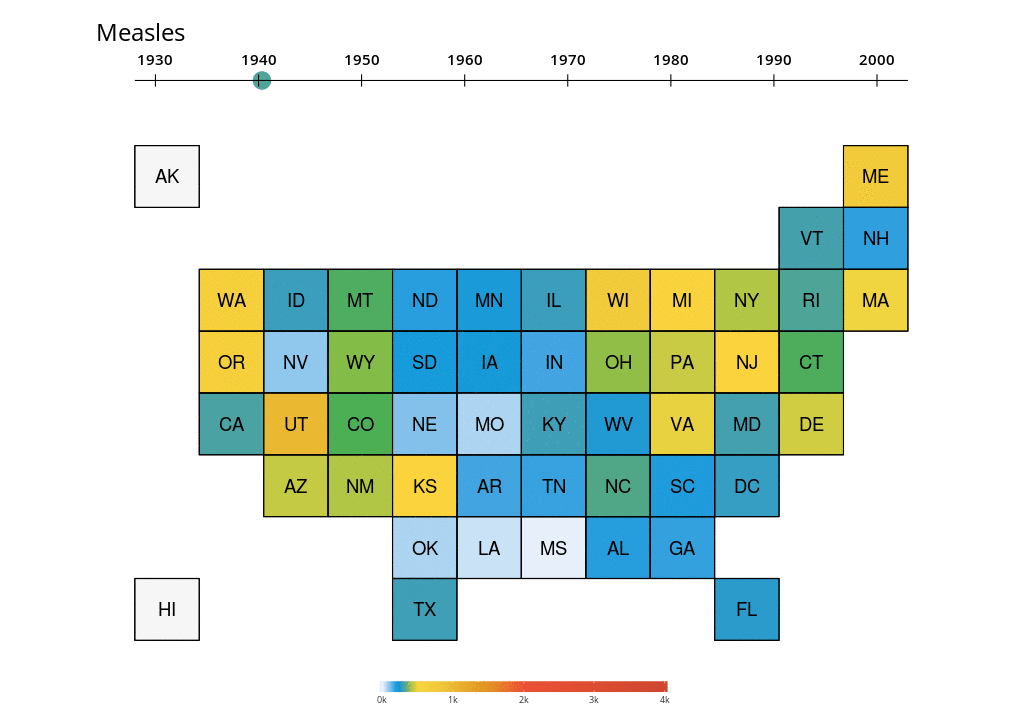 Measles
1930 1940 1950 1960 1970 1980 1990 2000
AK ME
VT NH
WA ID MT ND MN IL WI MI NY RI MA
OR NV WY SD IA IN OH PA NJ CT
CA UT CO NE MO KY WV VA MD DE
AZ NM KS AR TN NC SC DC
OK LA MS AL GA
HI TX FL
0k 1k 2k 3k 4k